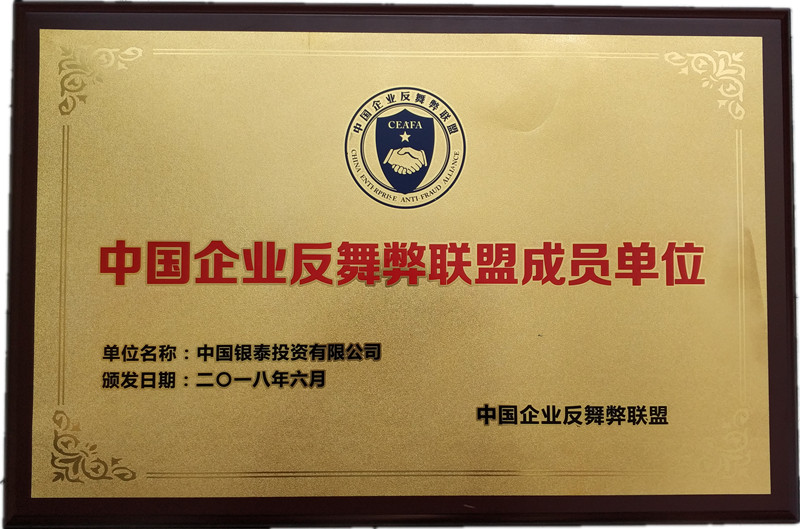 中国企业反舞弊联盟
CEAFA
CHINA ENTERPRISE ANTI FRAUD ALLIANCE
中国企业反舞弊联盟成员单位
单位名称：中国银泰投资有限公司
颁发日期：二〇一八年六月
中国企业反舞弊联盟